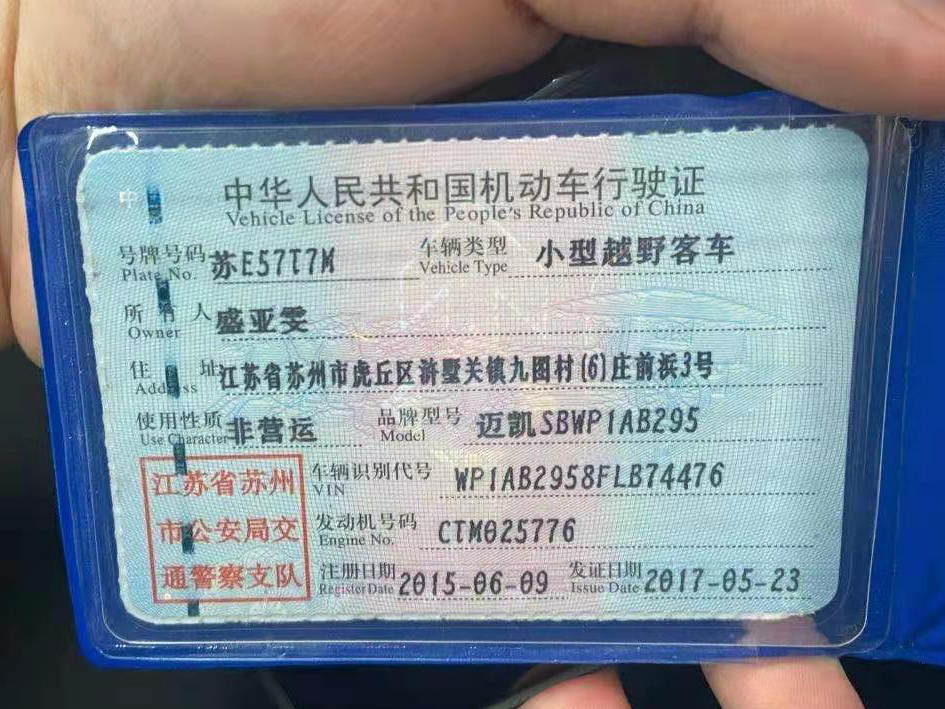 中
中华人民共和国机动车行驶证
Vehicle License of the People's Republic of China
号牌号码 苏E57T7M 车辆类型 小型越野客车
Plate No. Vehicle Type
所有人 盛亚雯
Owner
住址 江苏省苏州市虎丘区浒墅关镇九图村(6)庄前浜3号
Address
使用性质 非营运 品牌型号 迈凯SBWP1AB295
Use Character Model
江苏省苏州 车辆识别代号 WP1AB2958FLB74476
VIN
市公安局交 发动机号码 CTM025776
Engine No.
通警察支队 注册日期 2015-06-09 发证日期 2017-05-23
Register Date Issue Date